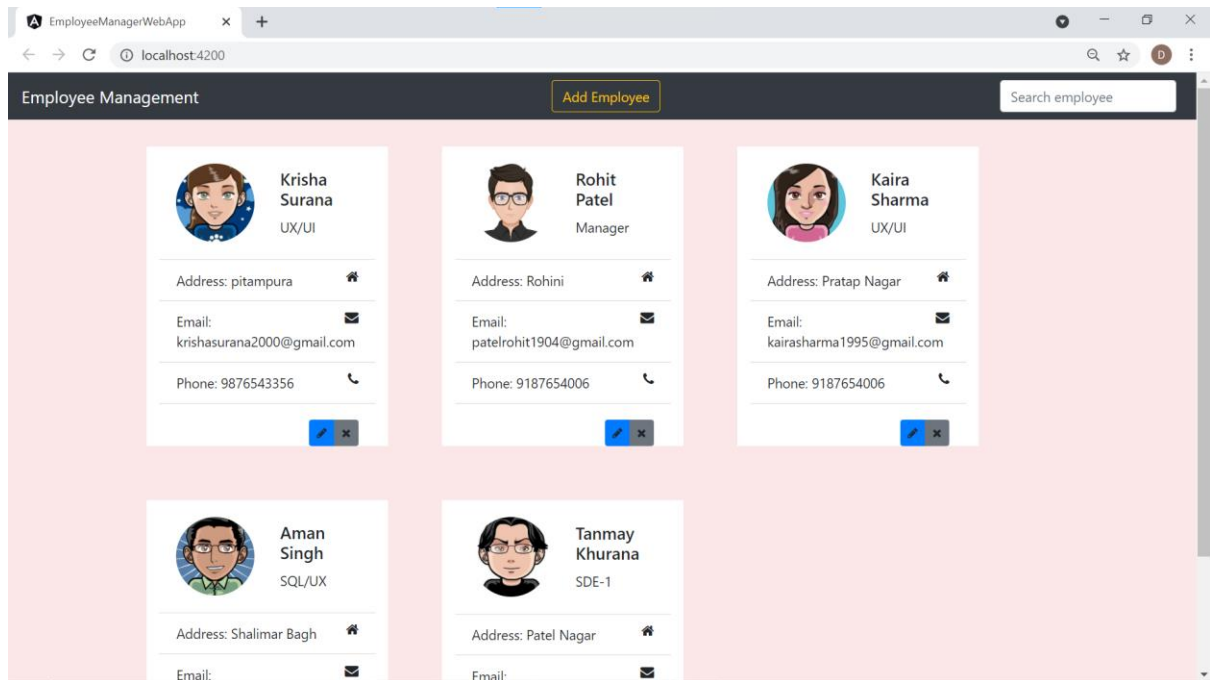 EmployeeManagerWebApp
localhost:4200
D
Employee Management
Add Employee
Search employee
Krisha
Surana
UX/UI
Address: pitampura
Email:
krishasurana2000@gmail.com
Phone: 9876543356
Rohit
Patel
Manager
Address: Rohini
Email:
patelrohit1904@gmail.com
Phone: 9187654006
Kaira
Sharma
UX/UI
Address: Pratap Nagar
Email:
kairasharma1995@gmail.com
Phone: 9187654006
Aman
Singh
SQL/UX
Address: Shalimar Bagh
Email:
Tanmay
Khurana
SDE-1
Address: Patel Nagar
Email: